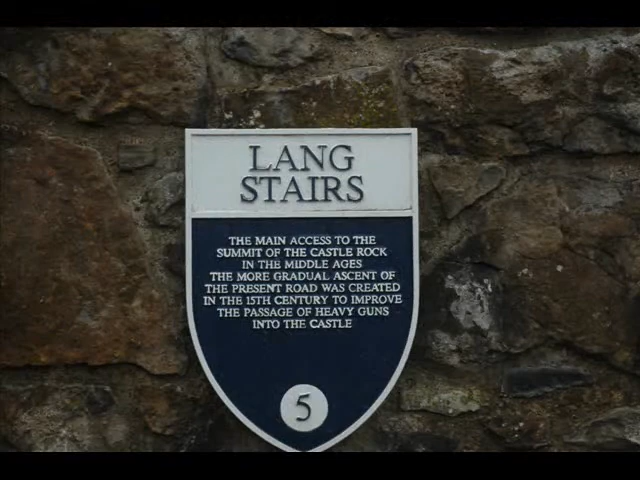 LANG
STAIRS
THE MAIN ACCESS TO THE
SUMMIT OF THE CASTLE ROCK
IN THE MIDDLE AGES
THE MORE GRADUAL ASCENT OF
THE PRESENT ROAD WAS CREATED
IN THE 15TH CENTURY TO IMPROVE
THE PASSAGE OF HEAVY GUNS
INTO THE CASTLE
5